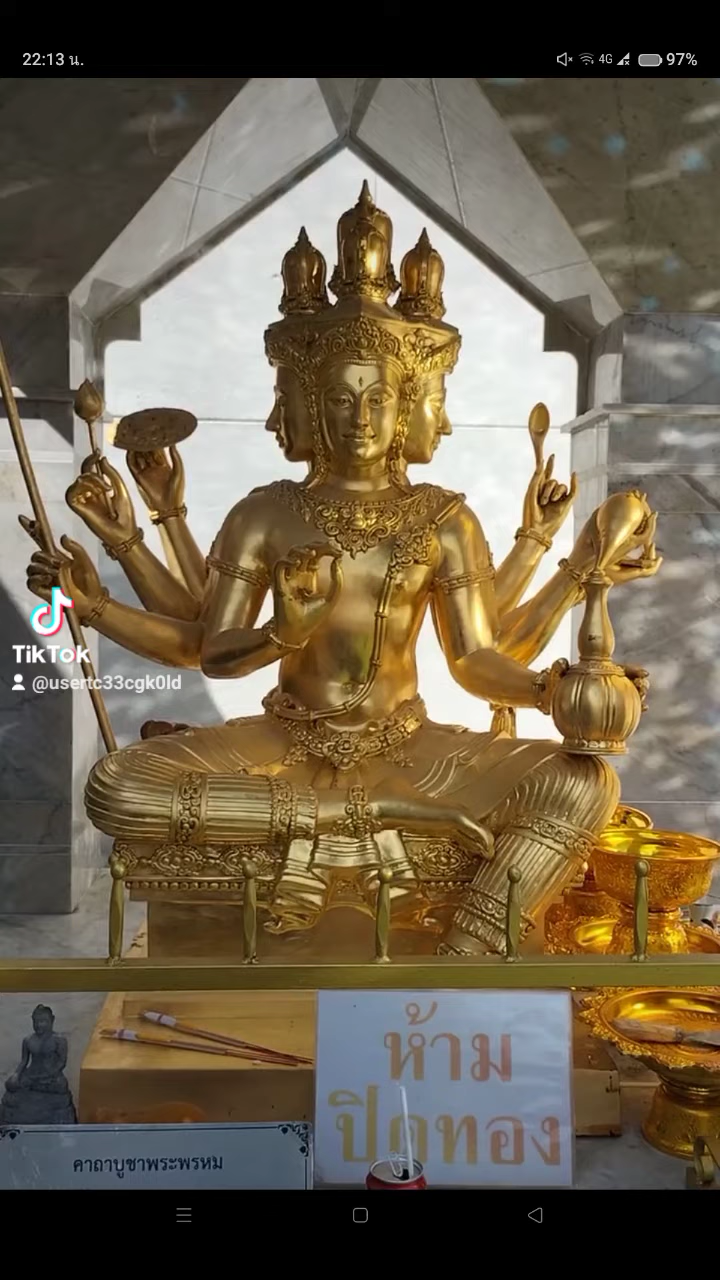 22:13 น.
4G
97%
TikTok
@usertc33cgk0ld
ห้าม
ปิดทอง
คาถาบูชาพระพรหม